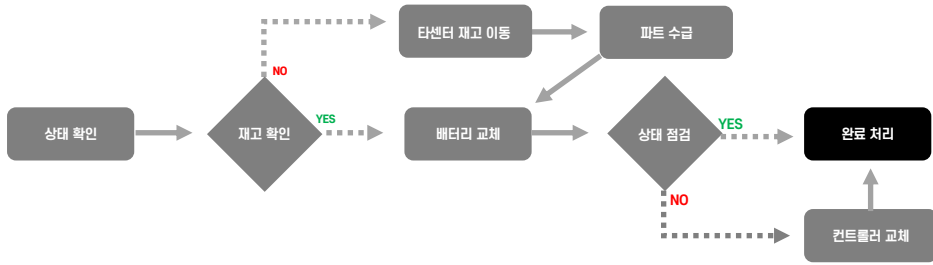 타센터 재고 이동
파트 수급
NO
상태 확인
재고 확인
YES
배터리 교체
상태 점검
YES
완료 처리
NO
컨트롤러 교체